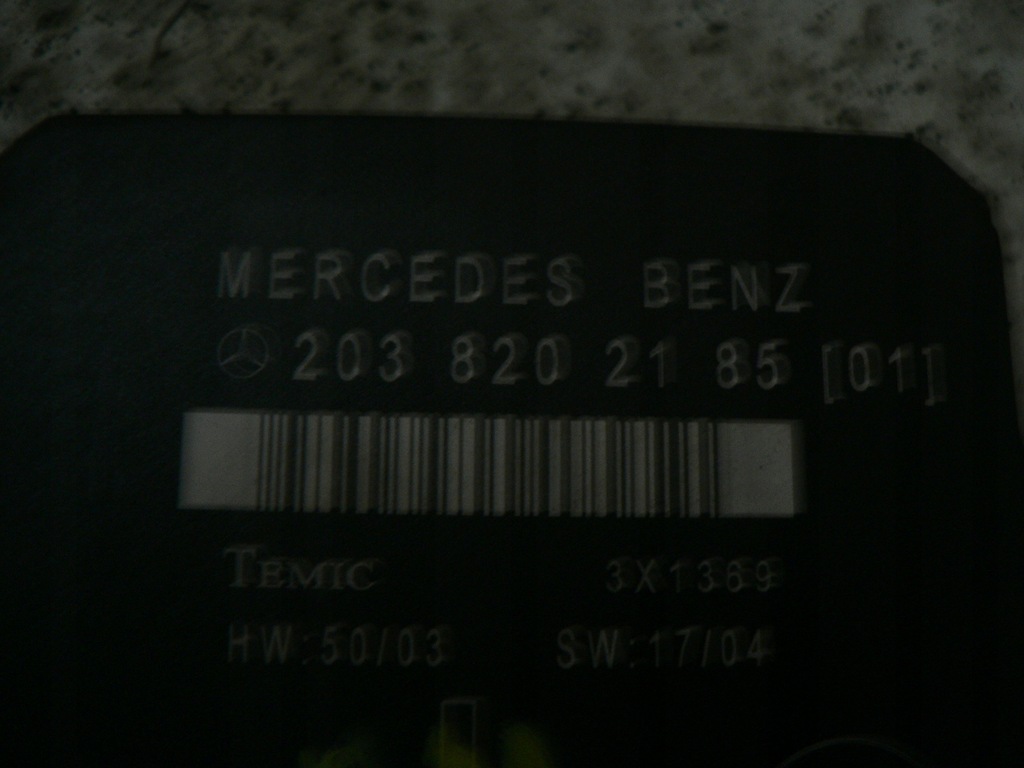 MERCEDES BENZ
203 820 21 85 [01]
TEMIC 3X1369
HW:50/03 SW:17/04